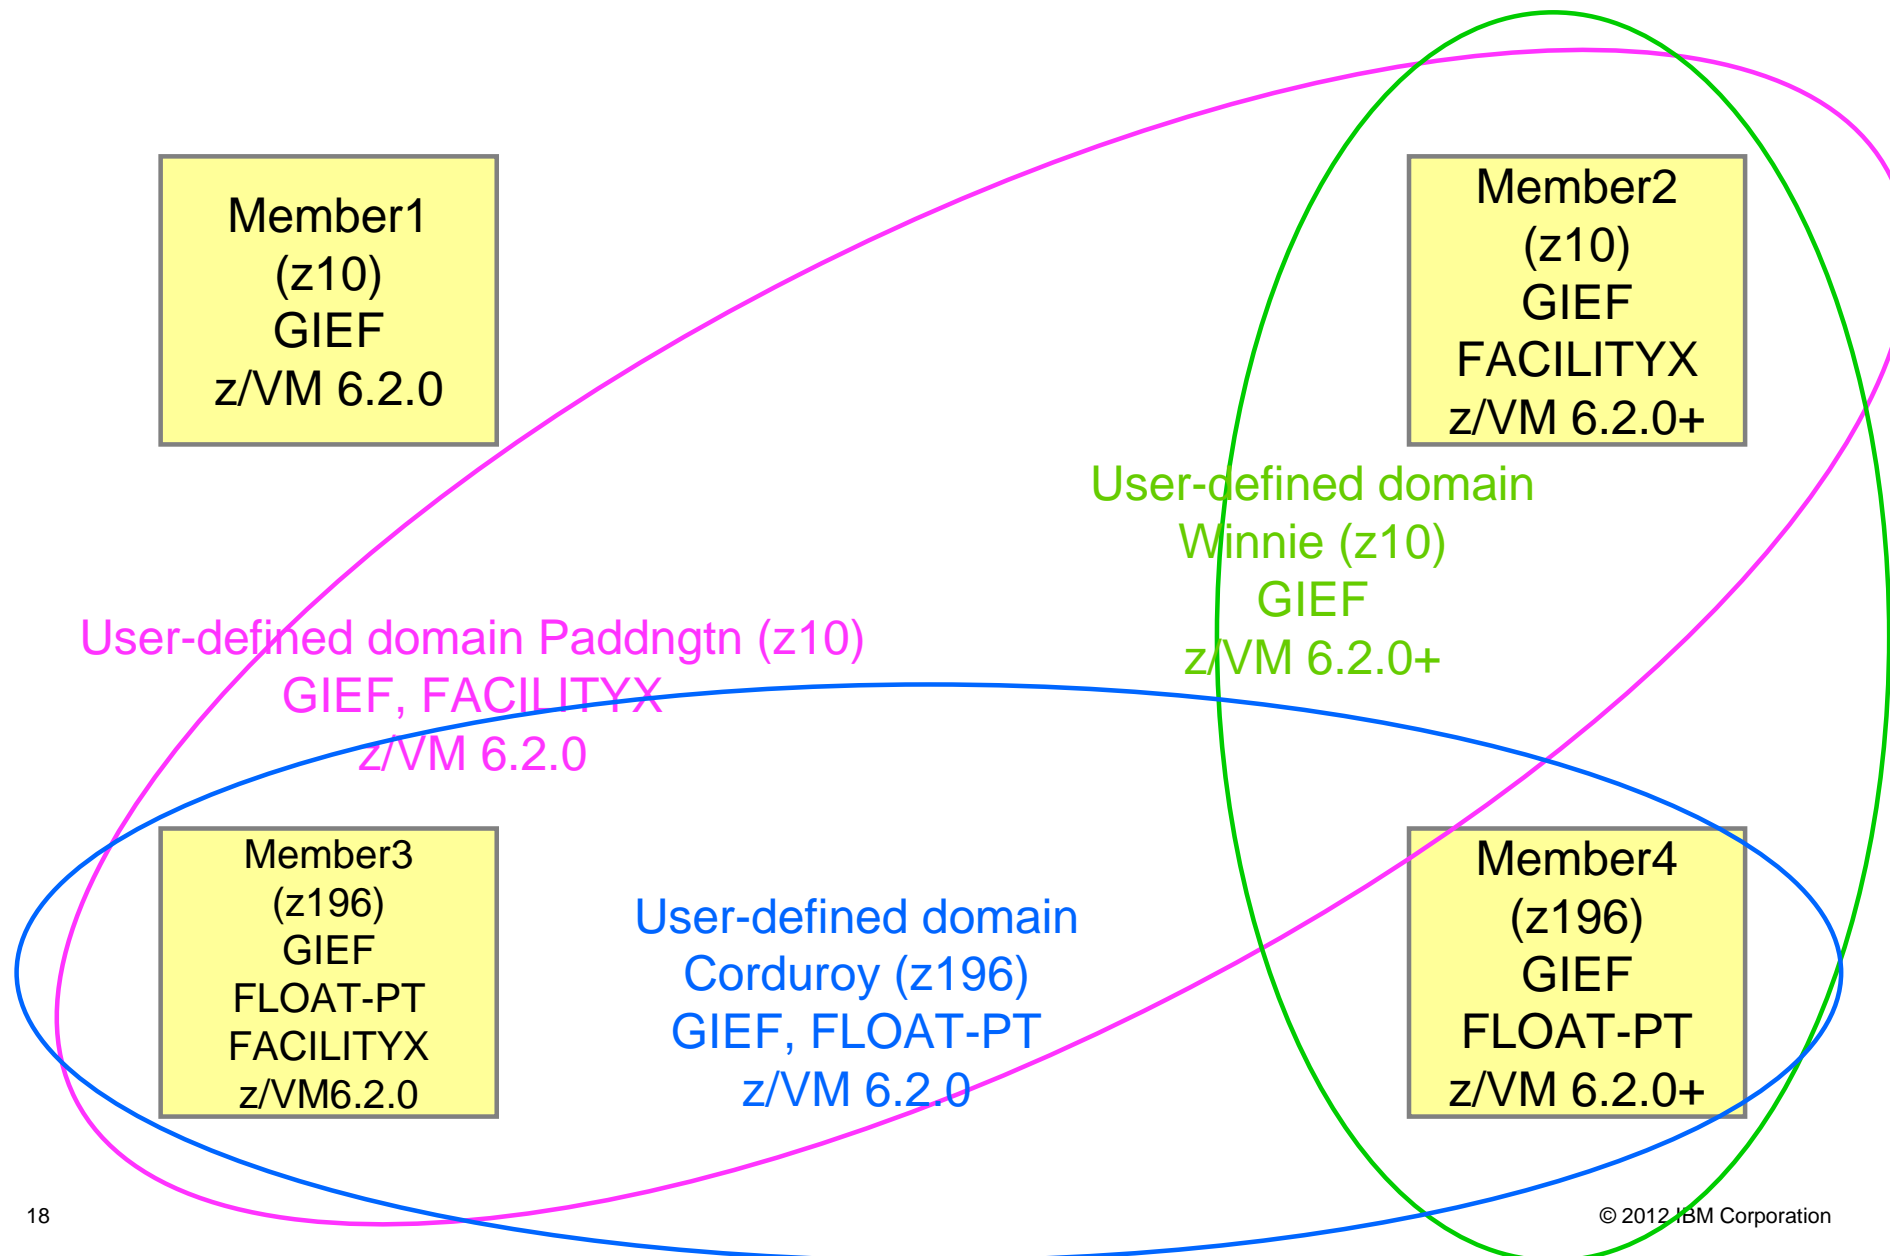 Member1
(z10)
GIEF
z/VM 6.2.0
Member2
(z10)
GIEF
FACILITYX
z/VM 6.2.0+
User-defined domain
Winnie (z10)
GIEF
z/VM 6.2.0+
User-defined domain Paddngtn (z10)
GIEF, FACILITYX
z/VM 6.2.0
Member3
(z196)
GIEF
FLOAT-PT
FACILITYX
z/VM6.2.0
User-defined domain
Corduroy (z196)
GIEF, FLOAT-PT
z/VM 6.2.0
Member4
(z196)
GIEF
FLOAT-PT
z/VM 6.2.0+
18
© 2012 IBM Corporation